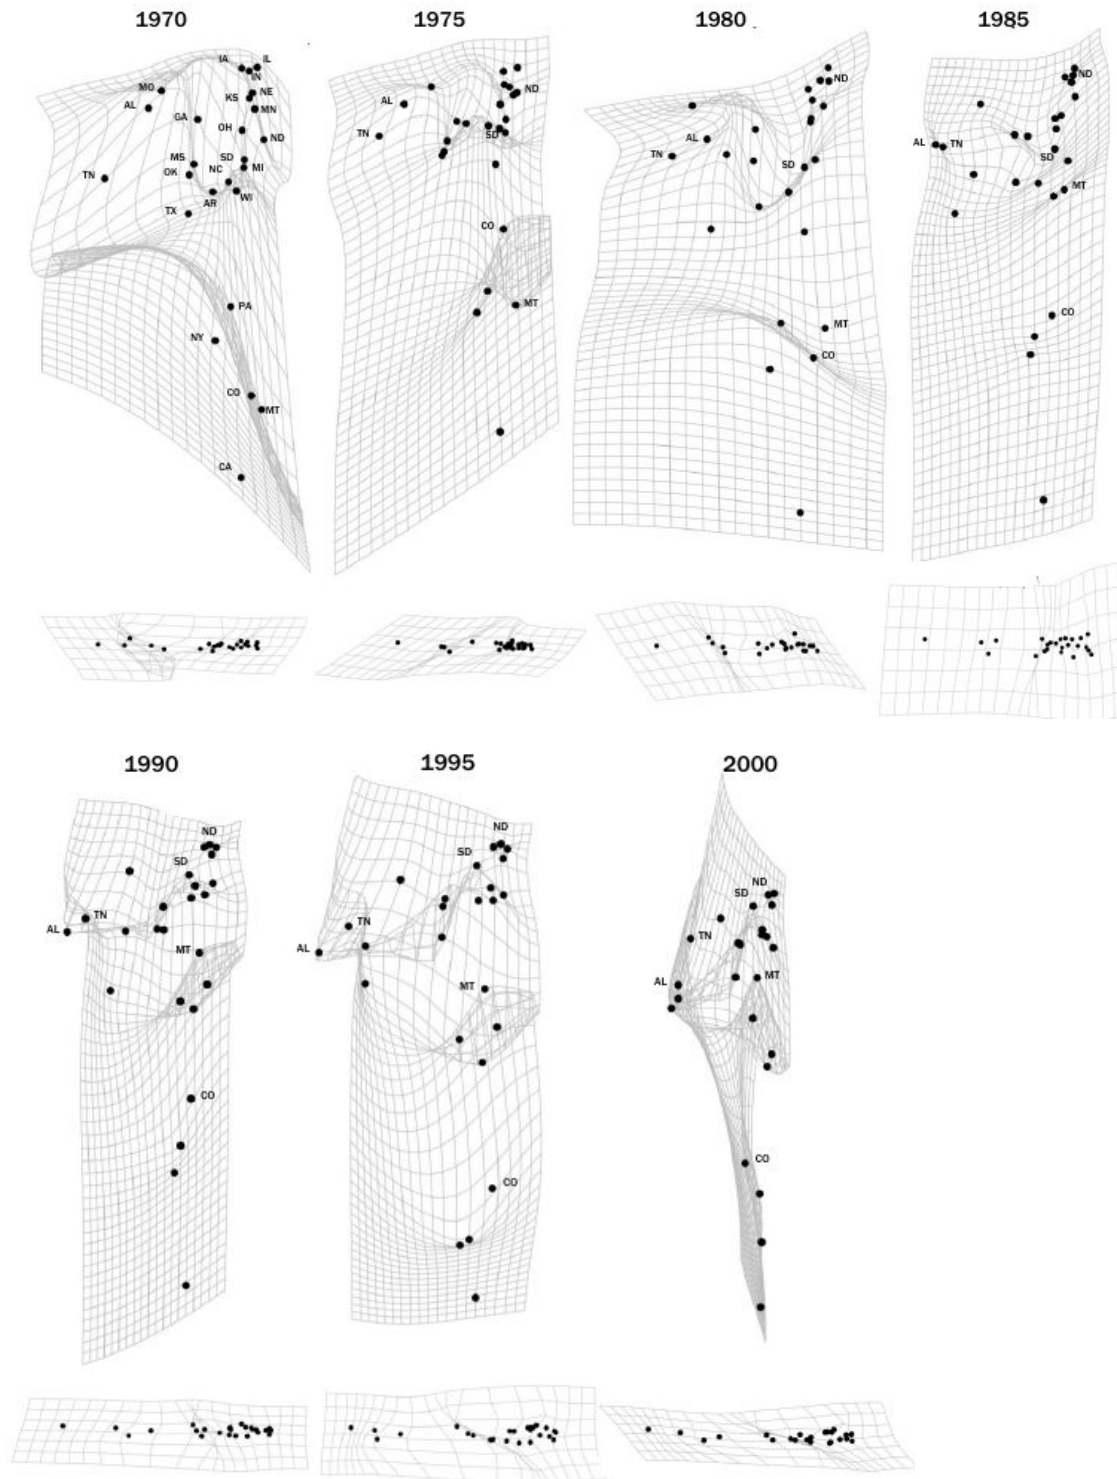 1970 1975 1980 1985
IA IL
IN
MO NE
KS
AL MN
GA
OH ND
MS SD
OK NC MI
TN
AR WI
TX
PA
NY
CO
MT
CA
ND
AL
TN SD
CO
MT
ND
AL
TN SD
MT
CO
ND
AL TN
SD
MT
CO
1990 1995 2000
ND
SD
TN
AL
MT
CO
ND
SD
TN
AL
MT
CO
ND
SD
TN
AL MT
CO